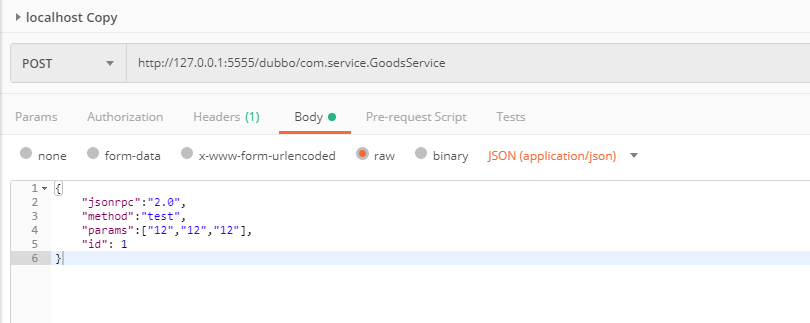 localhost Copy
POST http://127.0.0.1:5555/dubbo/com.service.GoodsService
Params Authorization Headers (1) Body Pre-request Script Tests
none form-data x-www-form-urlencoded raw binary JSON (application/json)
1 {
2 "jsonrpc":"2.0",
3 "method":"test",
4 "params":["12","12","12"],
5 "id": 1
6 }